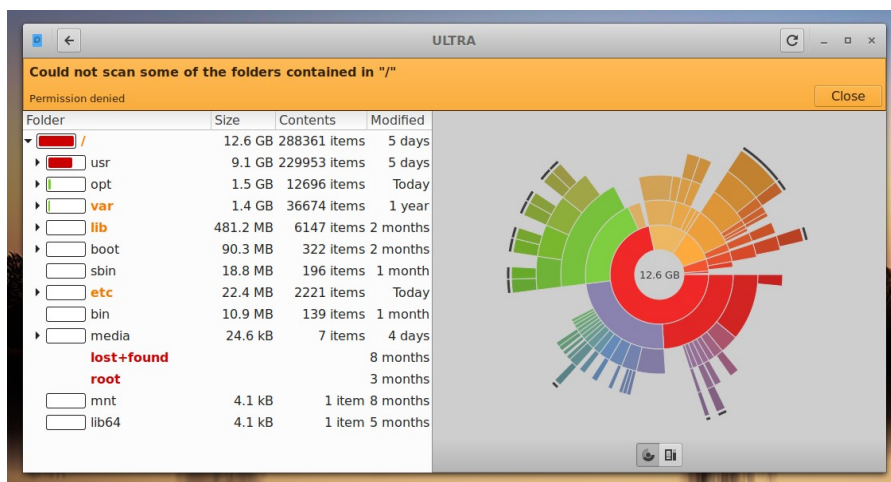 ULTRA
Could not scan some of the folders contained in "/"
Permission denied
Close
Folder Size Contents Modified
/ 12.6 GB 288361 items 5 days
usr 9.1 GB 229953 items 5 days
opt 1.5 GB 12696 items Today
var 1.4 GB 36674 items 1 year
lib 481.2 MB 6147 items 2 months
boot 90.3 MB 322 items 2 months
sbin 18.8 MB 196 items 1 month
etc 22.4 MB 2221 items Today
bin 10.9 MB 139 items 1 month
media 24.6 kB 7 items 4 days
lost+found 8 months
root 3 months
mnt 4.1 kB 1 item 8 months
lib64 4.1 kB 1 item 5 months
12.6 GB